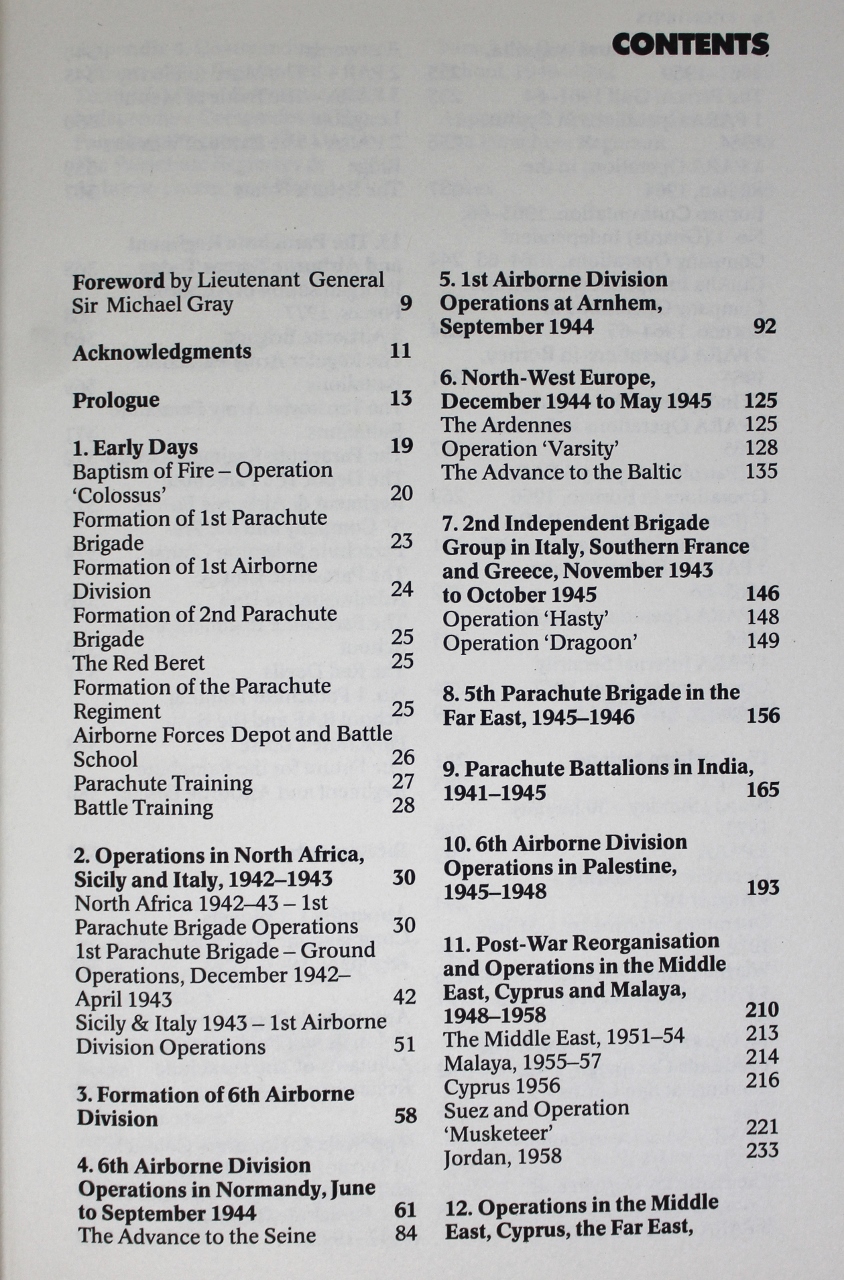 CONTENTS
Foreword by Lieutenant General
Sir Michael Gray 9
Acknowledgments 11
Prologue 13
1. Early Days 19
Baptism of Fire – Operation
‘Colossus’ 20
Formation of 1st Parachute
Brigade 23
Formation of 1st Airborne
Division 24
Formation of 2nd Parachute
Brigade 25
The Red Beret 25
Formation of the Parachute
Regiment 25
Airborne Forces Depot and Battle
School 26
Parachute Training 27
Battle Training 28
2. Operations in North Africa,
Sicily and Italy, 1942–1943 30
North Africa 1942–43 – 1st
Parachute Brigade Operations 30
1st Parachute Brigade – Ground
Operations, December 1942–
April 1943 42
Sicily & Italy 1943 – 1st Airborne
Division Operations 51
3. Formation of 6th Airborne
Division 58
4. 6th Airborne Division
Operations in Normandy, June
to September 1944 61
The Advance to the Seine 84
5. 1st Airborne Division
Operations at Arnhem,
September 1944 92
6. North-West Europe,
December 1944 to May 1945 125
The Ardennes 125
Operation ‘Varsity’ 128
The Advance to the Baltic 135
7. 2nd Independent Brigade
Group in Italy, Southern France
and Greece, November 1943
to October 1945 146
Operation ‘Hasty’ 148
Operation ‘Dragoon’ 149
8. 5th Parachute Brigade in the
Far East, 1945–1946 156
9. Parachute Battalions in India,
1941–1945 165
10. 6th Airborne Division
Operations in Palestine,
1945–1948 193
11. Post-War Reorganisation
and Operations in the Middle
East, Cyprus and Malaya,
1948–1958 210
The Middle East, 1951–54 213
Malaya, 1955–57 214
Cyprus 1956 216
Suez and Operation
‘Musketeer’ 221
Jordan, 1958 233
12. Operations in the Middle
East, Cyprus, the Far East,